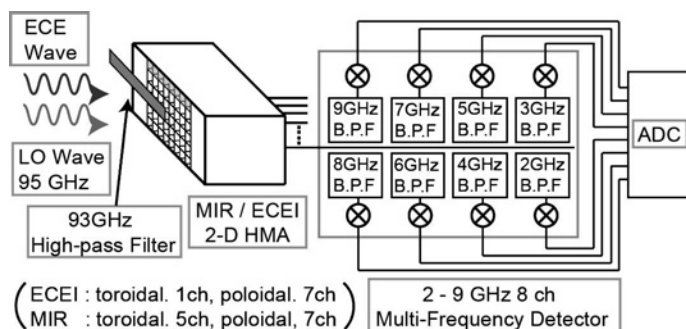 ECE
Wave
LO Wave
95 GHz
93GHz
High-pass Filter
MIR / ECEI
2-D HMA
9GHz
B.P.F
7GHz
B.P.F
5GHz
B.P.F
3GHz
B.P.F
8GHz
B.P.F
6GHz
B.P.F
4GHz
B.P.F
2GHz
B.P.F
ADC
ECEI : toroidal. 1ch, poloidal. 7ch
MIR : toroidal. 5ch, poloidal, 7ch
2 - 9 GHz 8 ch
Multi-Frequency Detector